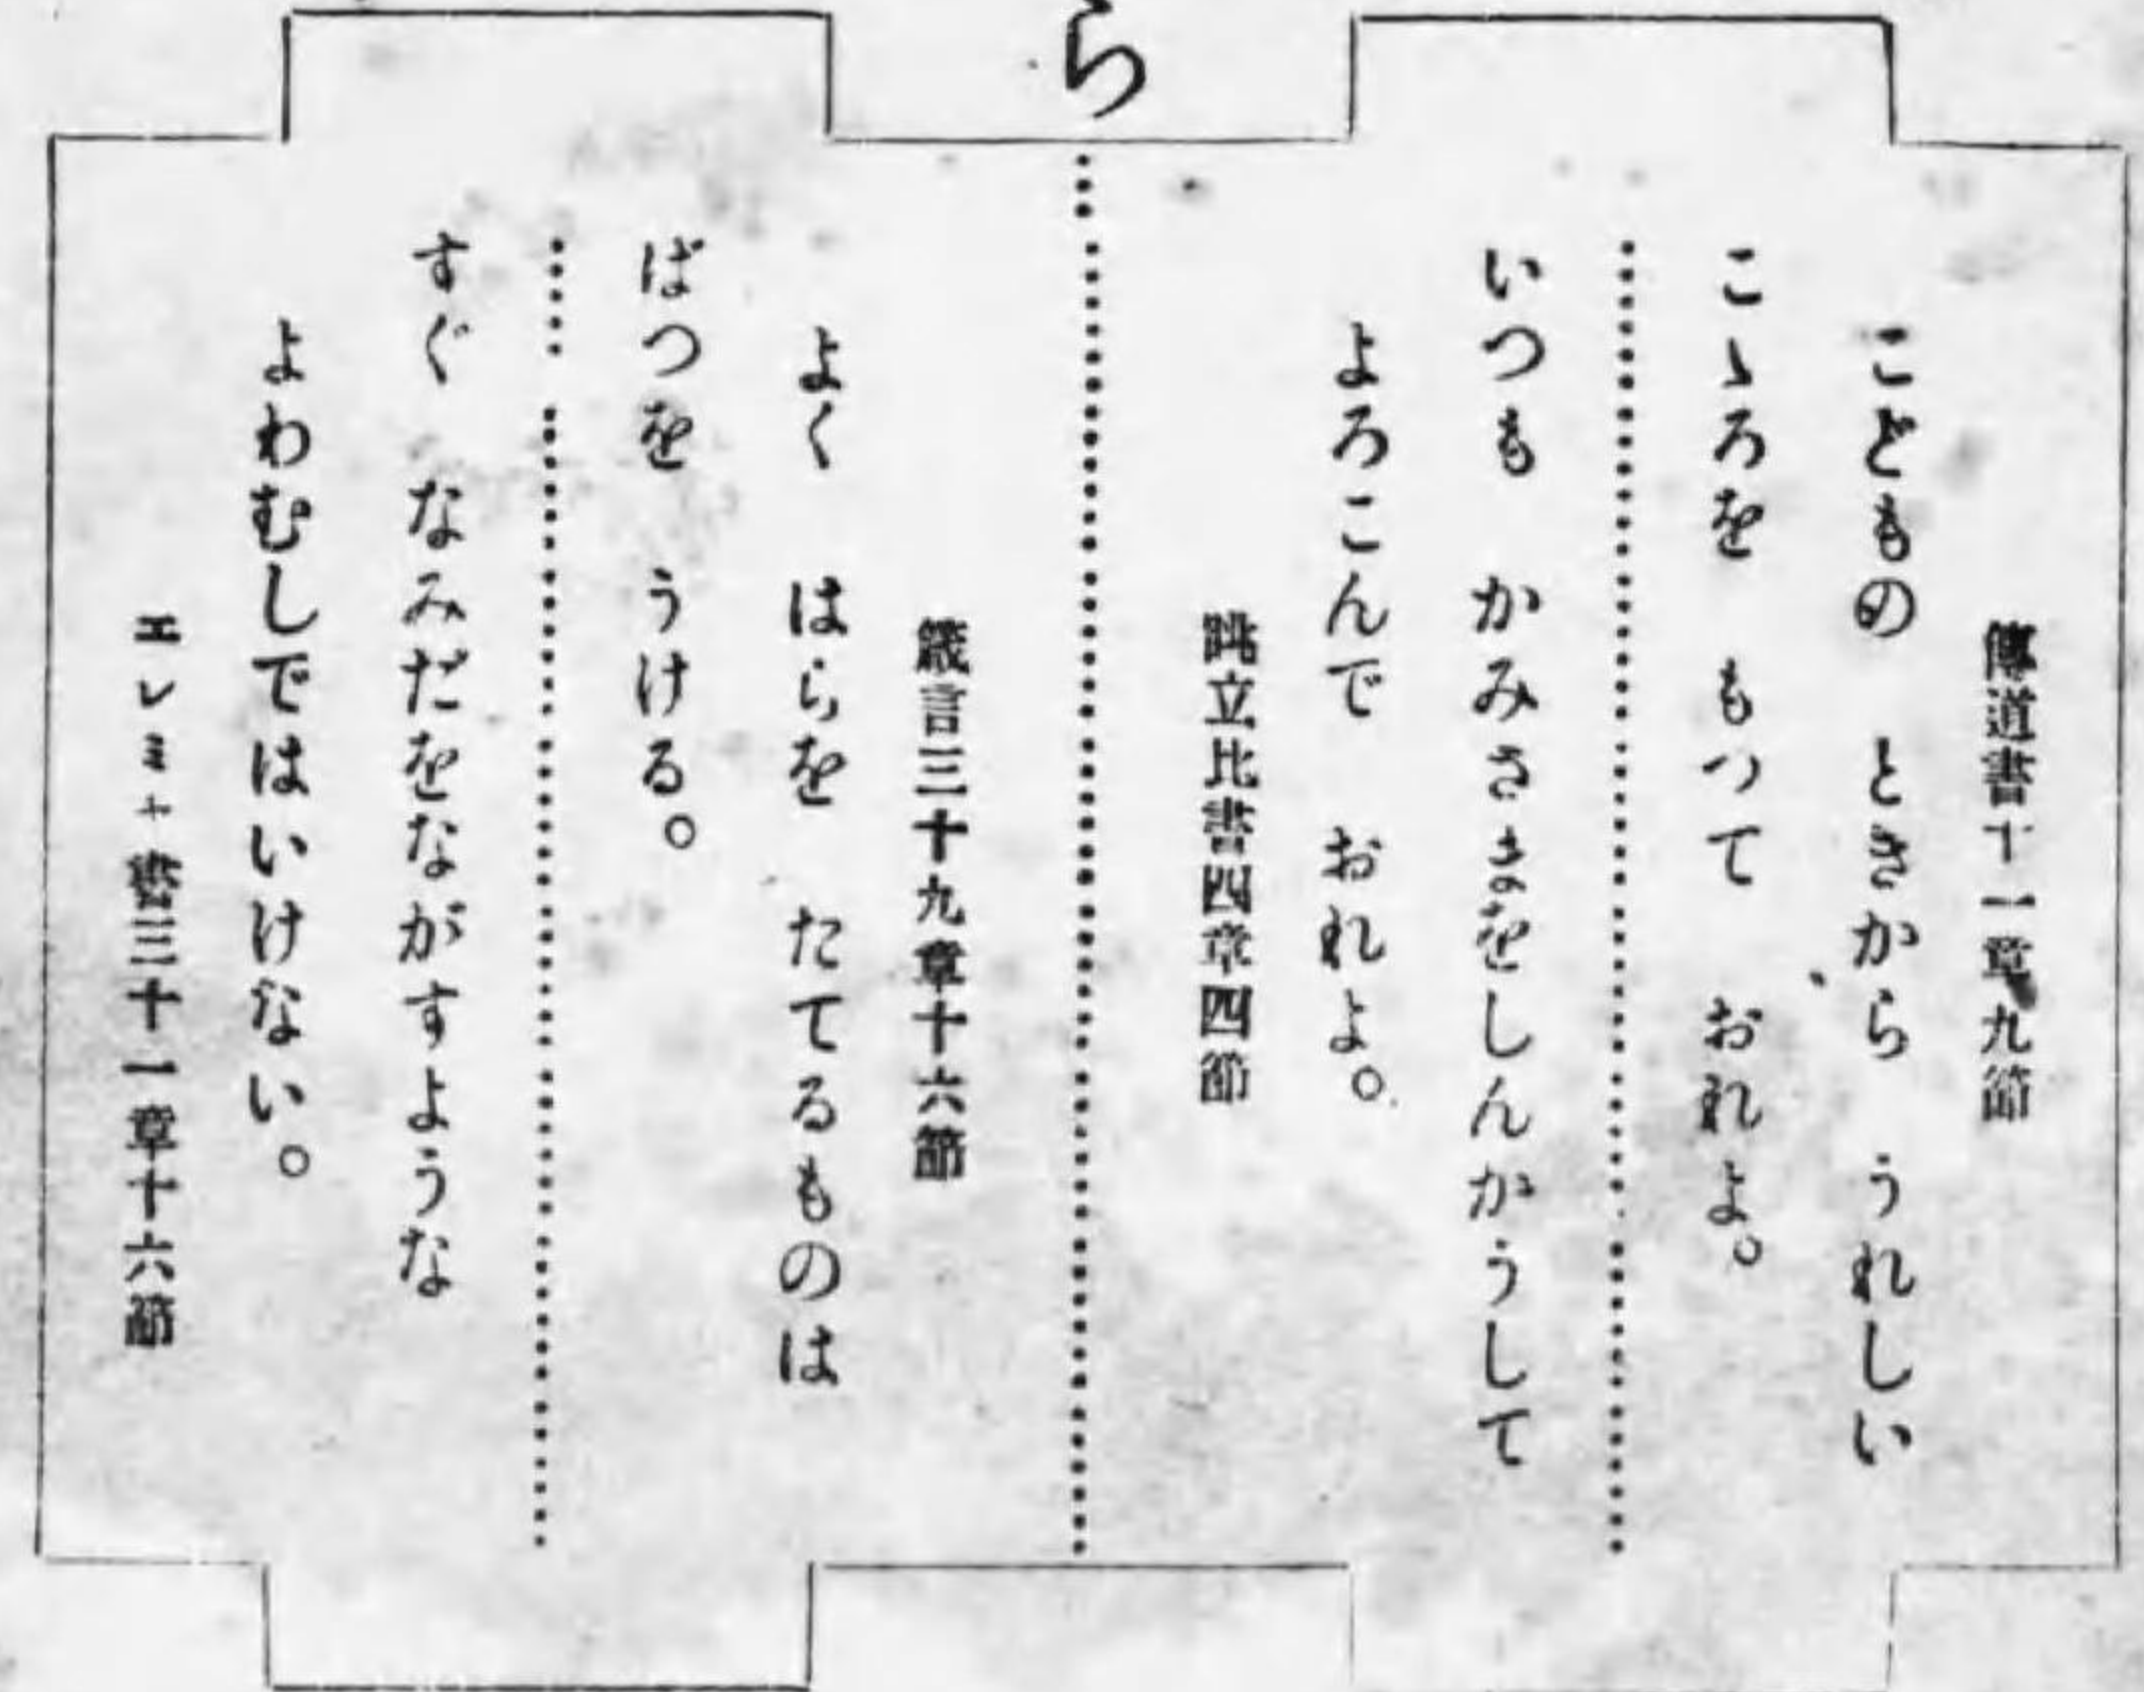 ら
傳道書十一章九節
こどもの ときから うれしい
こゝろを もつて おれよ。
いつも かみさまをしんかうして
よろこんで おれよ。
腓立比書四章四節
箴言三十九章十六節
よく はらを たてるものは
ばつを うける。
すぐ なみだをながすような
よわむしではいけない。
エレミヤ書三十一章十六節